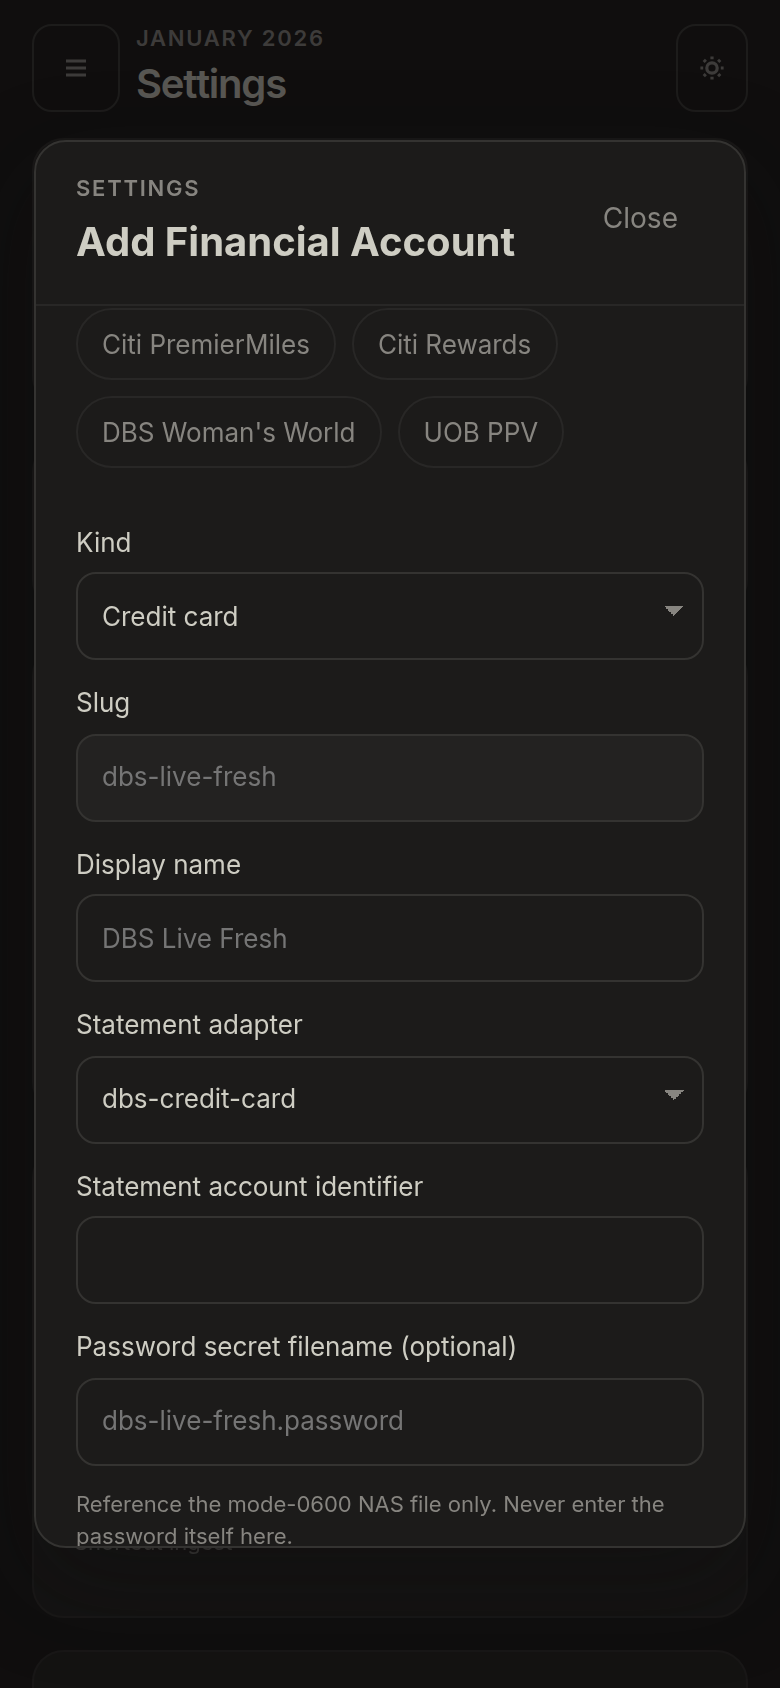 JANUARY 2026
Settings
SETTINGS
Add Financial Account
Close
Citi PremierMiles
Citi Rewards
DBS Woman's World
UOB PPV
Kind
Credit card
Slug
dbs-live-fresh
Display name
DBS Live Fresh
Statement adapter
dbs-credit-card
Statement account identifier
Password secret filename (optional)
dbs-live-fresh.password
Reference the mode-0600 NAS file only. Never enter the
password itself here.